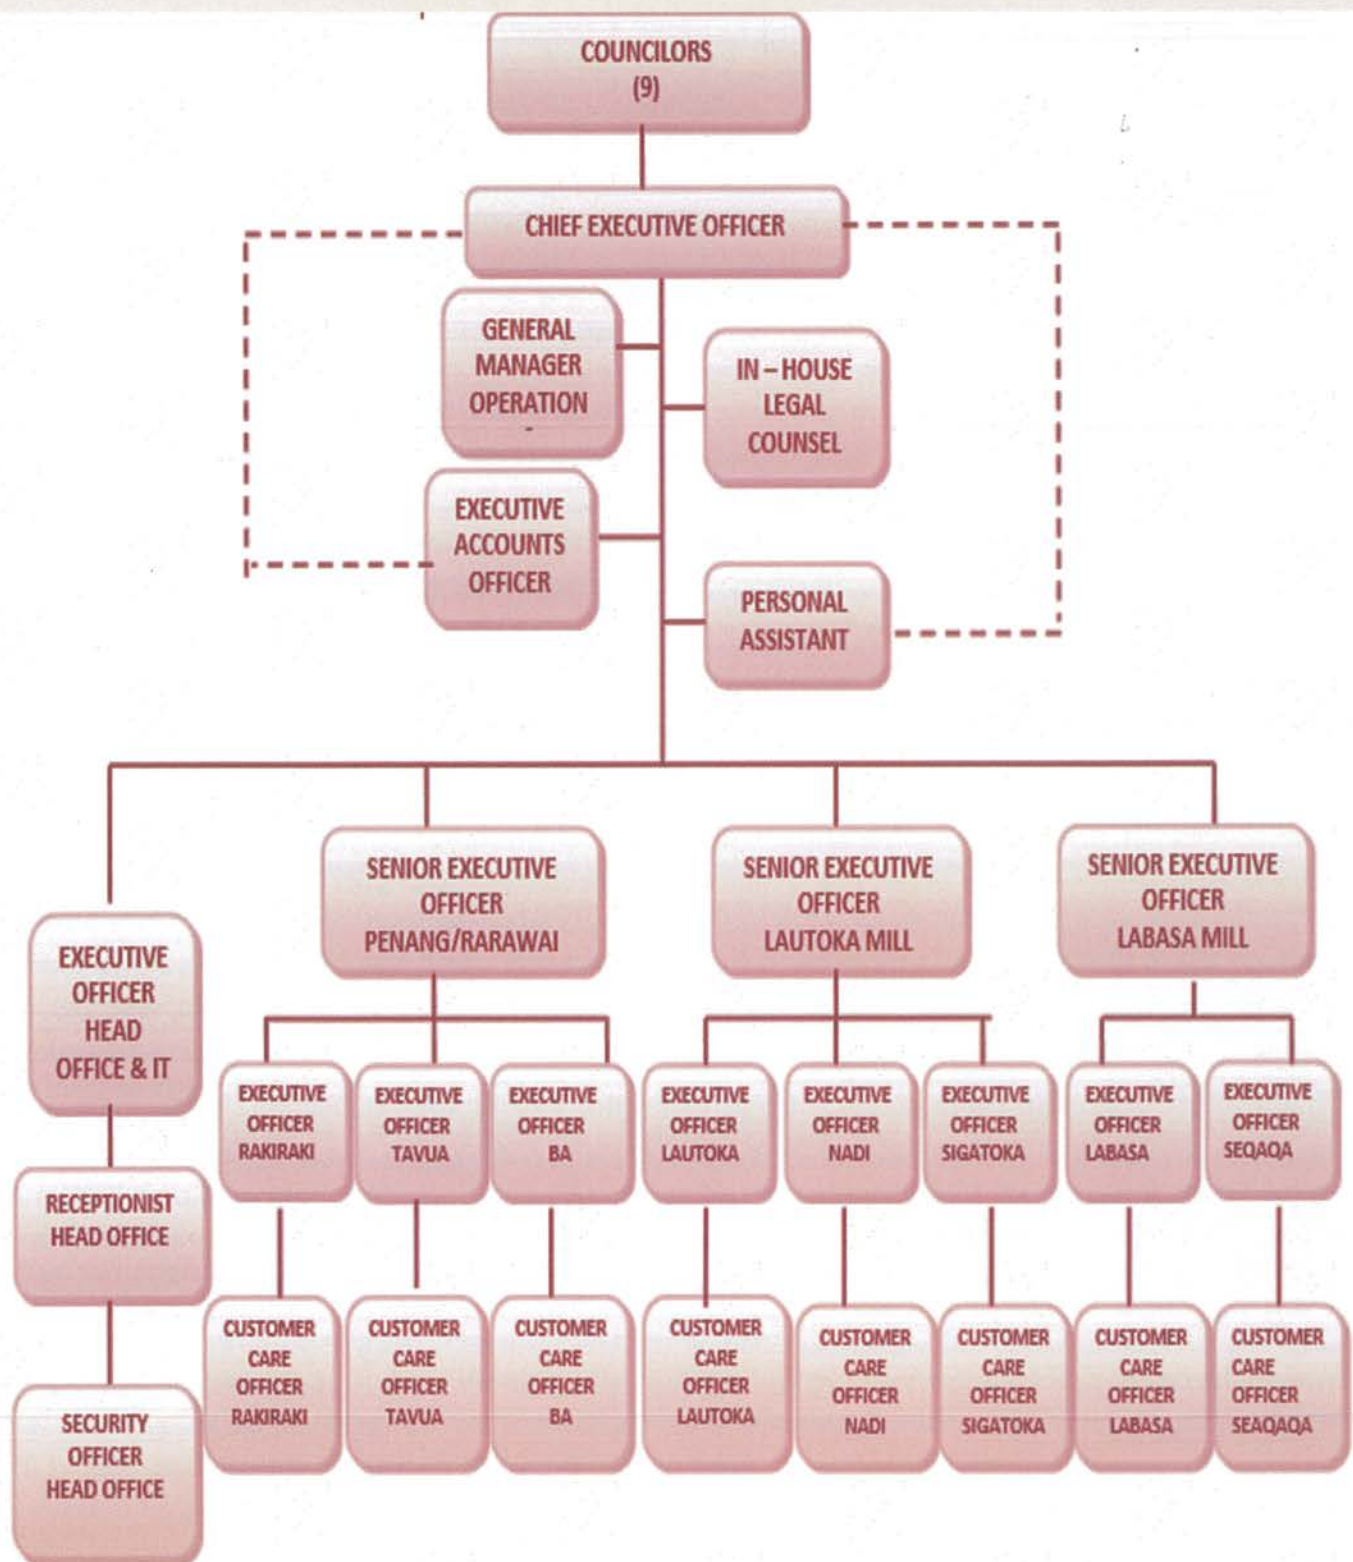 COUNCILORS
(9)
CHIEF EXECUTIVE OFFICER
GENERAL
MANAGER
OPERATION
-
IN – HOUSE
LEGAL
COUNSEL
EXECUTIVE
ACCOUNTS
OFFICER
PERSONAL
ASSISTANT
SENIOR EXECUTIVE
OFFICER
PENANG/RARAWAI
SENIOR EXECUTIVE
OFFICER
LAUTOKA MILL
SENIOR EXECUTIVE
OFFICER
LABASA MILL
EXECUTIVE
OFFICER
HEAD
OFFICE & IT
EXECUTIVE
OFFICER
RAKIRAKI
EXECUTIVE
OFFICER
TAVUA
EXECUTIVE
OFFICER
BA
EXECUTIVE
OFFICER
LAUTOKA
EXECUTIVE
OFFICER
NADI
EXECUTIVE
OFFICER
SIGATOKA
EXECUTIVE
OFFICER
LABASA
EXECUTIVE
OFFICER
SEQAQA
RECEPTIONIST
HEAD OFFICE
CUSTOMER
CARE
OFFICER
RAKIRAKI
CUSTOMER
CARE
OFFICER
TAVUA
CUSTOMER
CARE
OFFICER
BA
CUSTOMER
CARE
OFFICER
LAUTOKA
CUSTOMER
CARE
OFFICER
NADI
CUSTOMER
CARE
OFFICER
SIGATOKA
CUSTOMER
CARE
OFFICER
LABASA
CUSTOMER
CARE
OFFICER
SEAQAQA
SECURITY
OFFICER
HEAD OFFICE